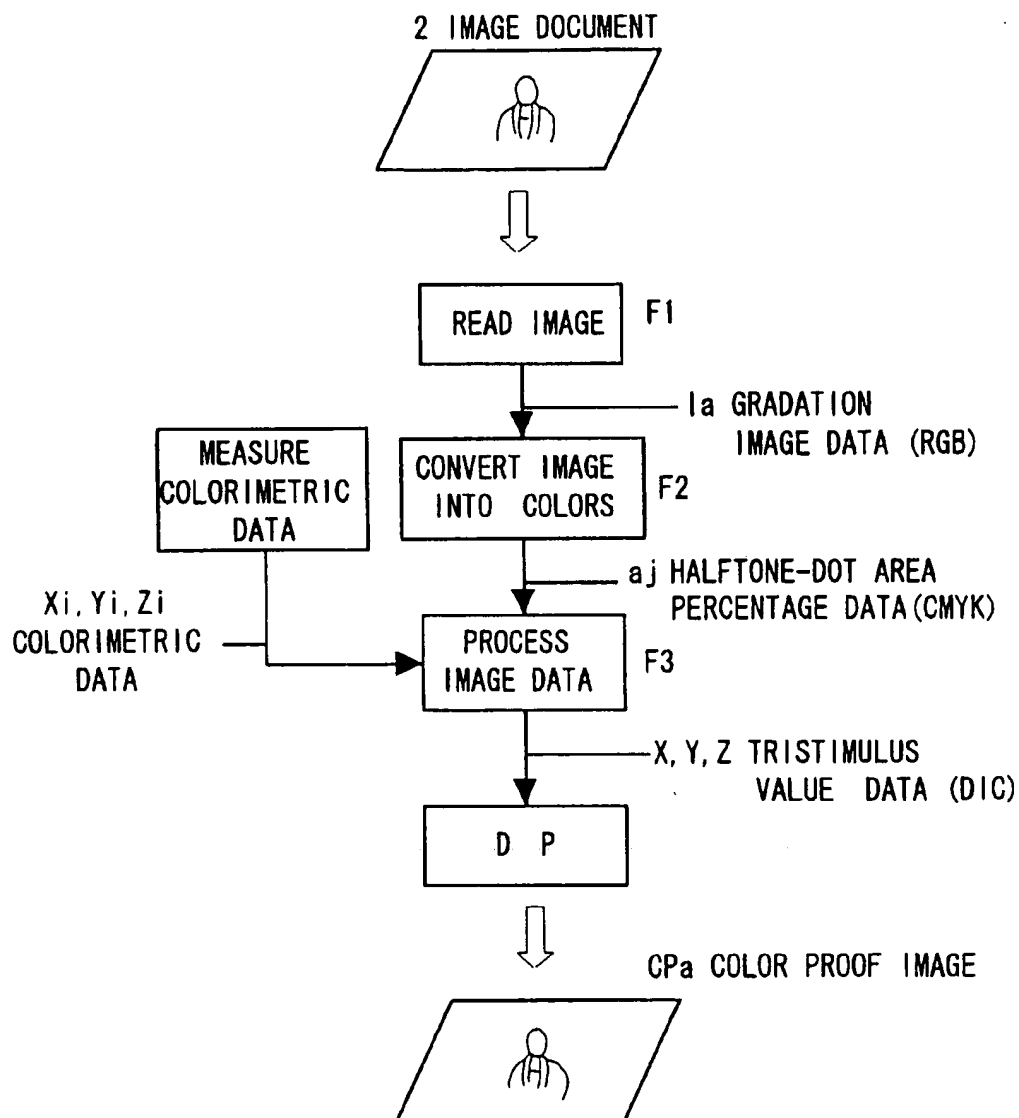 2 IMAGE DOCUMENT
READ IMAGE
F1
Ia GRADATION
IMAGE DATA (RGB)
MEASURE
COLORIMETRIC
DATA
CONVERT IMAGE
INTO COLORS
F2
aj HALFTONE-DOT AREA
PERCENTAGE DATA(CMYK)
Xi, Yi, Zi
COLORIMETRIC
DATA
PROCESS
IMAGE DATA
F3
X, Y, Z TRISTIMULUS
VALUE DATA (DIC)
D P
CPa COLOR PROOF IMAGE